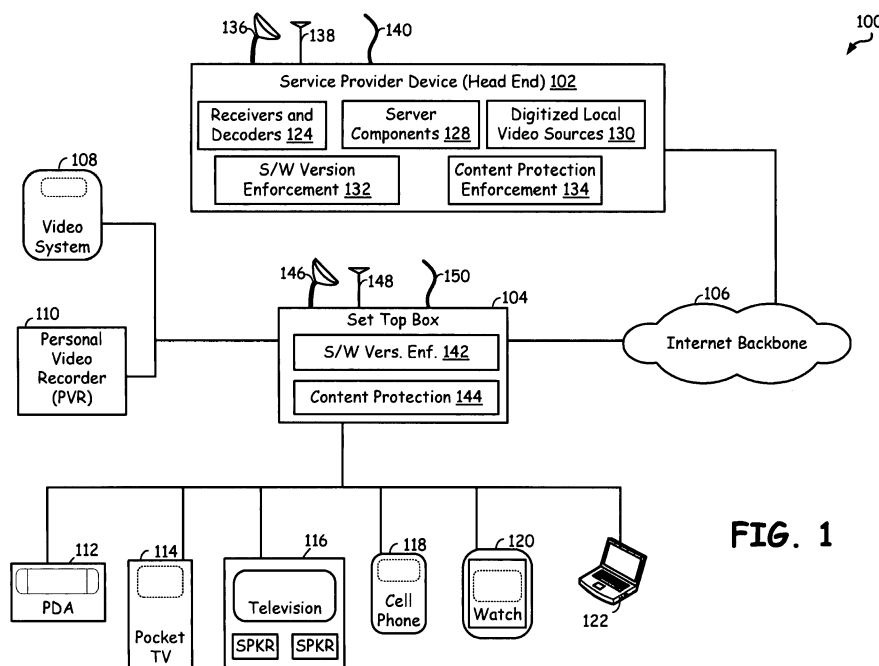 100
136
138
140
Service Provider Device (Head End) 102
Receivers and
Decoders 124
Server
Components 128
Digitized Local
Video Sources 130
S/W Version
Enforcement 132
Content Protection
Enforcement 134
108
Video
System
110
Personal
Video
Recorder
(PVR)
146
148
150
104
Set Top Box
S/W Vers. Enf. 142
Content Protection 144
106
Internet Backbone
112
PDA
114
Pocket
TV
116
Television
SPKR
SPKR
118
Cell
Phone
120
Watch
122
FIG. 1